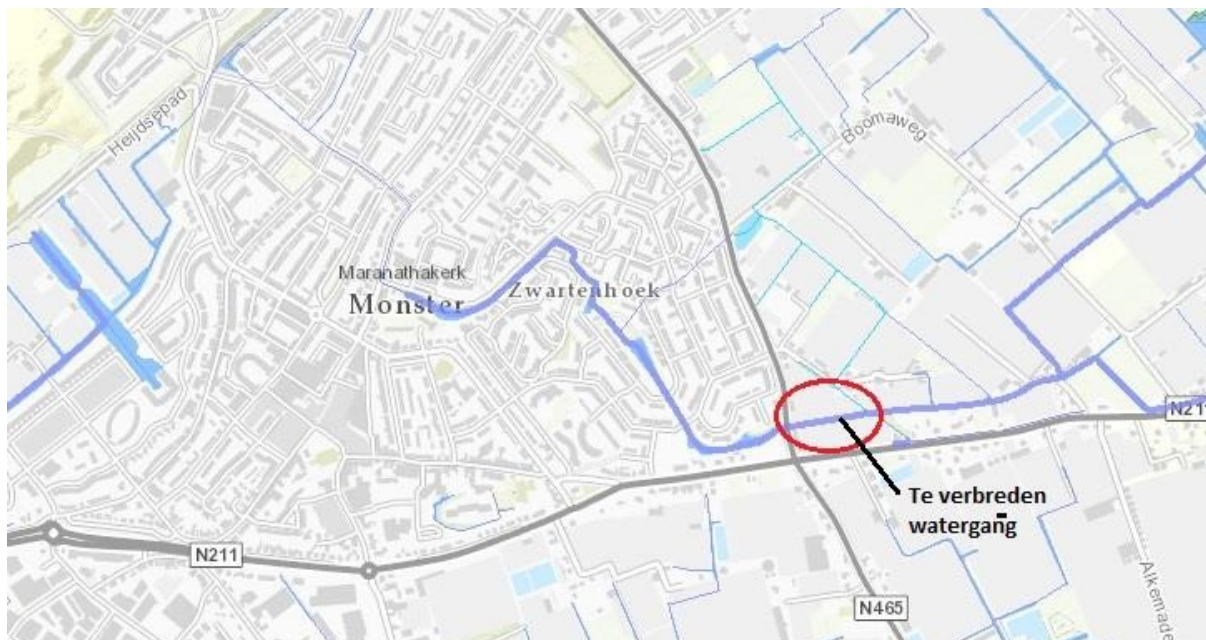 Heijdsepad
Boomaweg
Maranathakerk
Monster
Zwartenhoek
N211
Te verbreden
watergang
N211
N465
Alkemade